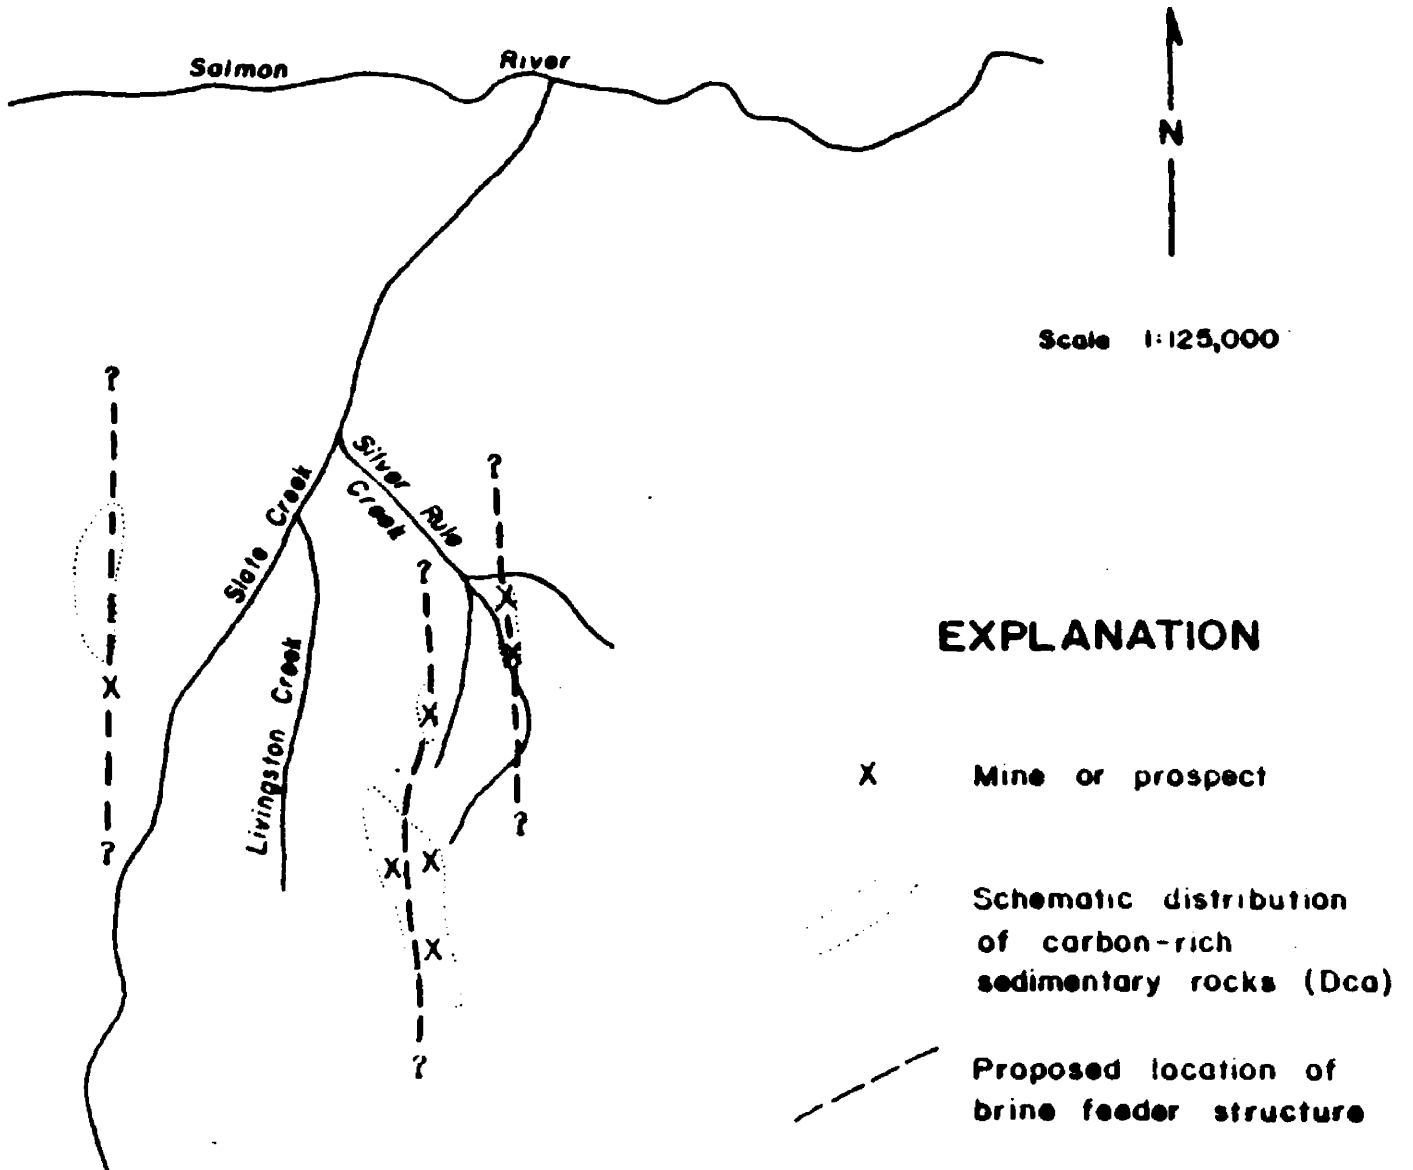 Salmon River
N
Scale 1:125,000
?
Silver Rule
Creek
?
Slate Creek
?
EXPLANATION
Livingston Creek
X
X
X
X
X Mine or prospect
?
?
X X
Schematic distribution
of carbon-rich
X
sedimentary rocks (Dca)
?
Proposed location of
brine feeder structure